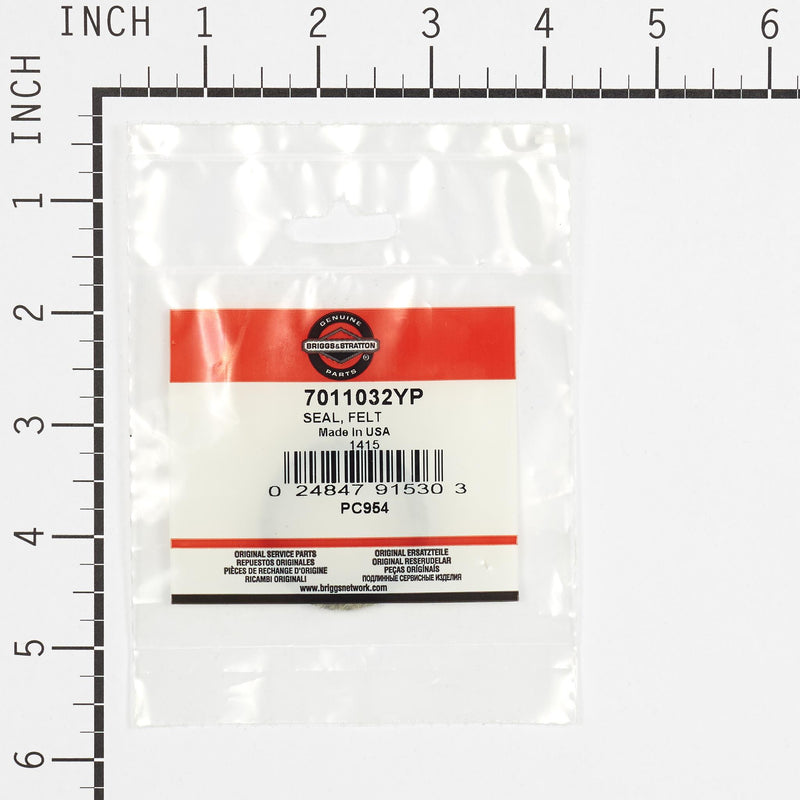 INCH 1 2 3 4 5 6
INCH
1
2
3
4
5
6
GENUINE
BRIGGS&STRATTON
®
PARTS
7011032YP
SEAL, FELT
Made In USA
1415
0 24847 91530 3
PC954
ORIGINAL SERVICE PARTS
REPUESTOS ORIGINALES
PIÈCES DE RECHANGE D'ORIGINE
RICAMBI ORIGINALI
ORIGINAL ERSATZTEILE
ORIGINAL RESERUDELAR
PEÇAS ORIGINAIS
ПОДЛИННЫЕ СЕРВИСНЫЕ ИЗДЕЛИЯ
www.briggsnetwork.com